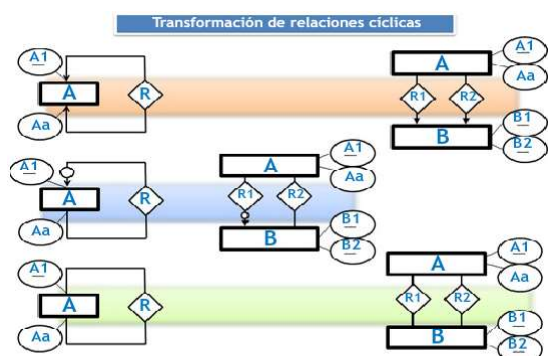 Transformación de relaciones cíclicas
A1
A
R
Aa
A
A1
Aa
R1
R2
B
B1
B2
A1
A
R
Aa
A
A1
Aa
R1
R2
B
B1
B2
A1
A
R
Aa
A
A1
Aa
R1
R2
B
B1
B2